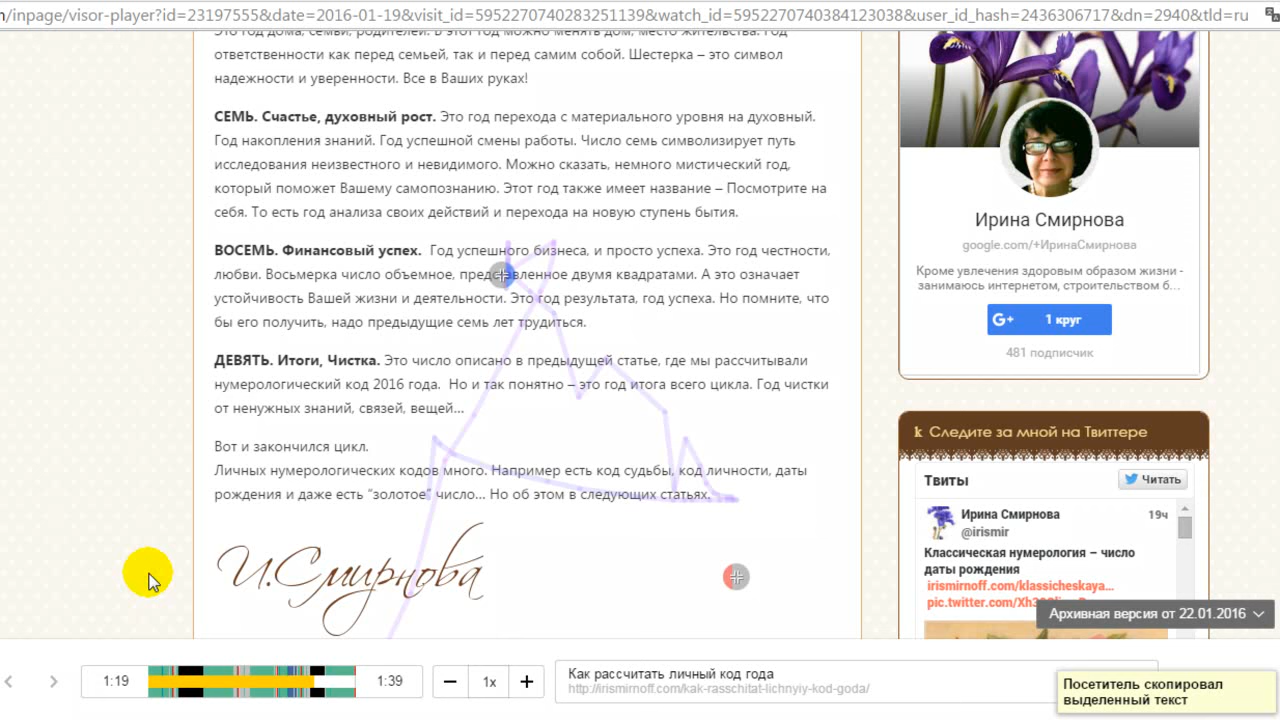 n/inpage/visor-player?id=23197555&date=2016-01-19&visit_id=5952270740283251139&watch_id=5952270740384123038&user_id_hash=2436306717&dn=2940&tld=ru
Это год дома, семьи, родителей. В этот год можно менять дом, место жительства. Год
ответственности как перед семьей, так и перед самим собой. Шестерка – это символ
надежности и уверенности. Все в Ваших руках!
СЕМЬ. Счастье, духовный рост. Это год перехода с материального уровня на духовный.
Год накопления знаний. Год успешной смены работы. Число семь символизирует путь
исследования неизвестного и невидимого. Можно сказать, немного мистический год,
который поможет Вашему самопознанию. Этот год также имеет название – Посмотрите на
себя. То есть год анализа своих действий и перехода на новую ступень бытия.
ВОСЕМЬ. Финансовый успех. Год успешного бизнеса, и просто успеха. Это год честности,
любви. Восьмерка число объемное, представленное двумя квадратами. А это означает
устойчивость Вашей жизни и деятельности. Это год результата, год успеха. Но помните, что
бы его получить, надо предыдущие семь лет трудиться.
ДЕВЯТЬ. Итоги, Чистка. Это число описано в предыдущей статье, где мы рассчитывали
нумерологический код 2016 года. Но и так понятно – это год итога всего цикла. Год чистки
от ненужных знаний, связей, вещей...
Вот и закончился цикл.
Личных нумерологических кодов много. Например есть код судьбы, код личности, даты
рождения и даже есть "золотое" число... Но об этом в следующих статьях.
И.Смирнова
Ирина Смирнова
google.com/+ИринаСмирнова
Кроме увлечения здоровым образом жизни -
занимаюсь интернетом, строительством б...
G+ 1 круг
481 подписчик
k Следите за мной на Твиттере
Твиты
Читать
Ирина Смирнова 19ч
@irismir
Классическая нумерология – число
даты рождения
irismirnoff.com/klassicheskaya...
Архивная версия от 22.01.2016
1:19
1:39
− 1x +
Как рассчитать личный код года
http://irismirnoff.com/kak-rasschitat-lichnyiy-kod-goda/
Посетитель скопировал
выделенный текст